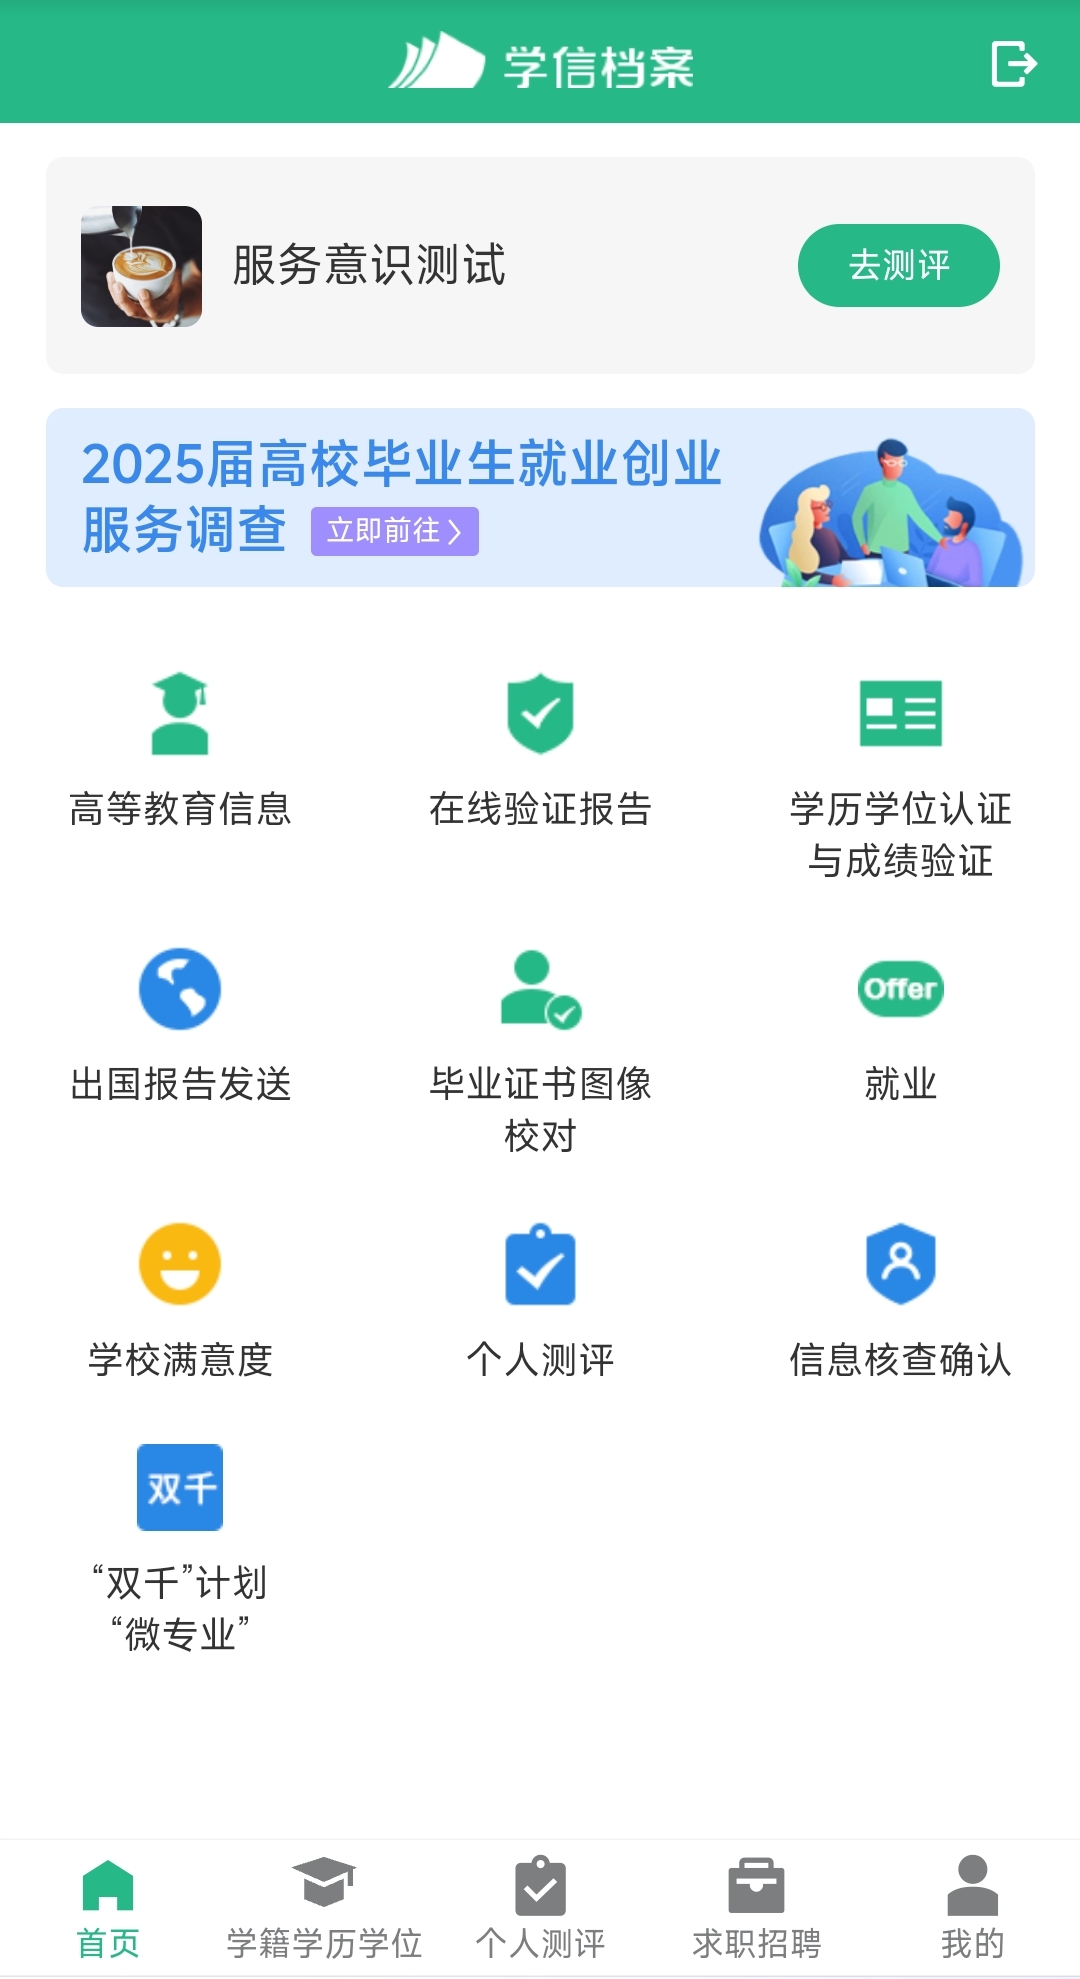 学信档案
服务意识测试
去测评
2025届高校毕业生就业创业
服务调查 立即前往
高等教育信息
在线验证报告
学历学位认证
与成绩验证
出国报告发送
毕业证书图像
校对
Offer
就业
学校满意度
个人测评
信息核查确认
双千
“双千”计划
“微专业”
首页
学籍学历学位
个人测评
求职招聘
我的